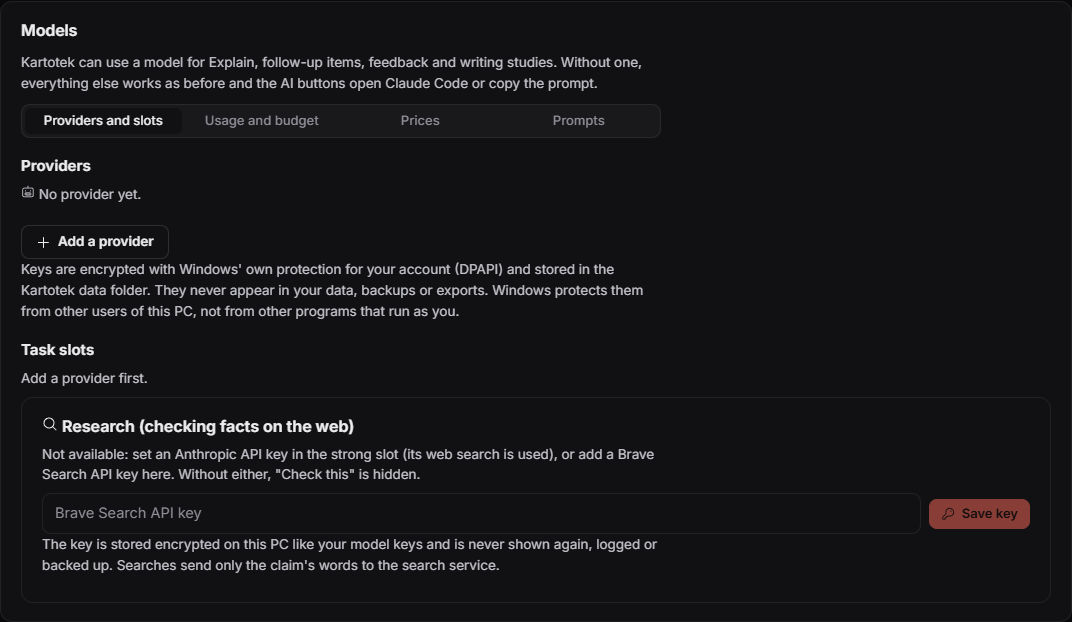 Models
Kartotek can use a model for Explain, follow-up items, feedback and writing studies. Without one,
everything else works as before and the AI buttons open Claude Code or copy the prompt.
Providers and slots
Usage and budget
Prices
Prompts
Providers
No provider yet.
Add a provider
Keys are encrypted with Windows' own protection for your account (DPAPI) and stored in the
Kartotek data folder. They never appear in your data, backups or exports. Windows protects them
from other users of this PC, not from other programs that run as you.
Task slots
Add a provider first.
Research (checking facts on the web)
Not available: set an Anthropic API key in the strong slot (its web search is used), or add a Brave
Search API key here. Without either, "Check this" is hidden.
Brave Search API key
Save key
The key is stored encrypted on this PC like your model keys and is never shown again, logged or
backed up. Searches send only the claim's words to the search service.